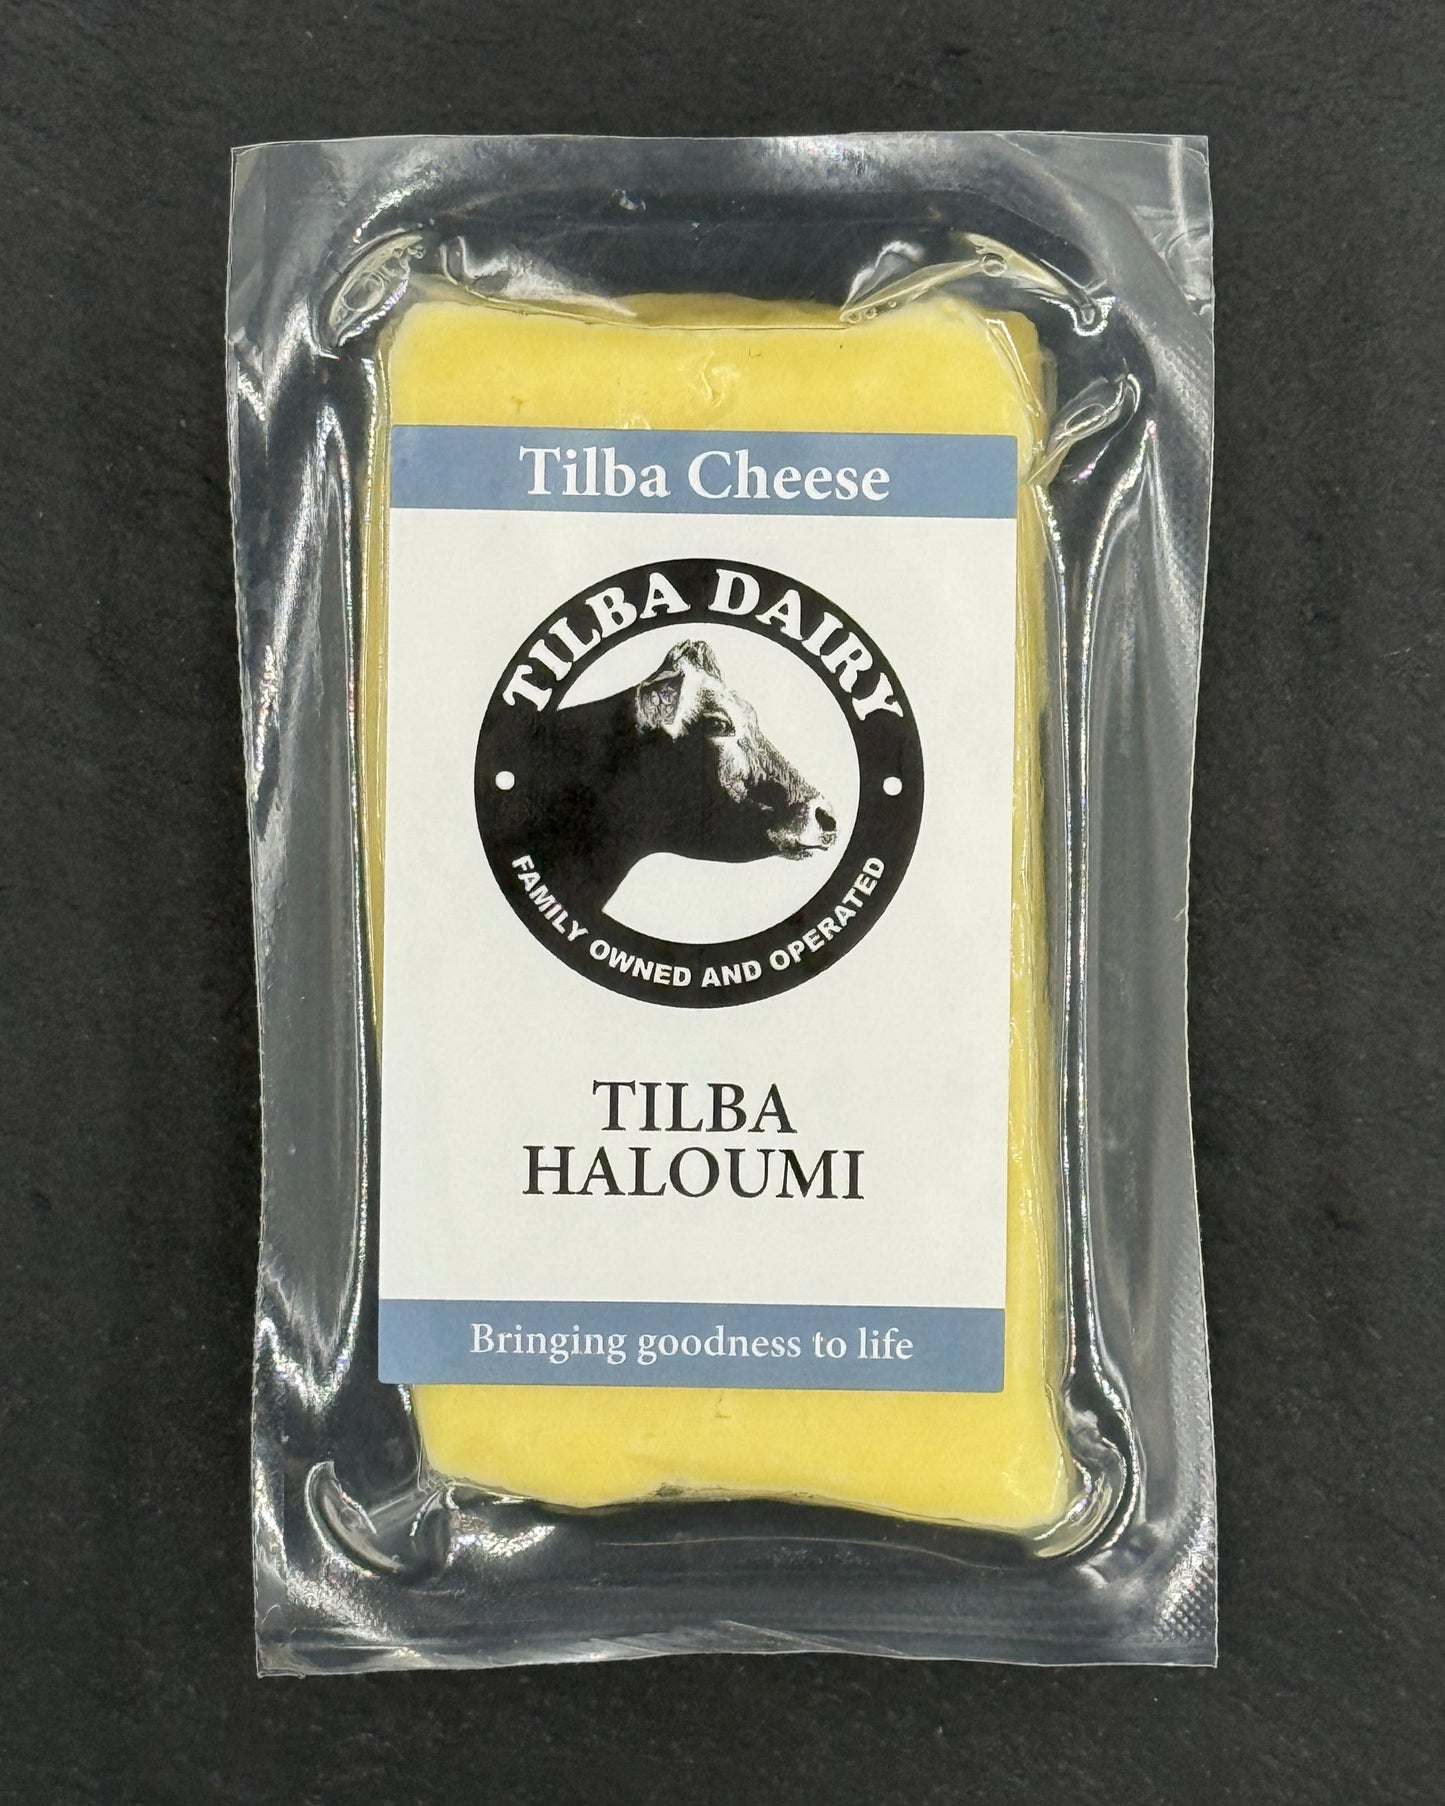 Tilba Cheese
TILBA DAIRY
FAMILY OWNED AND OPERATED
TILBA
HALOUMI
Bringing goodness to life